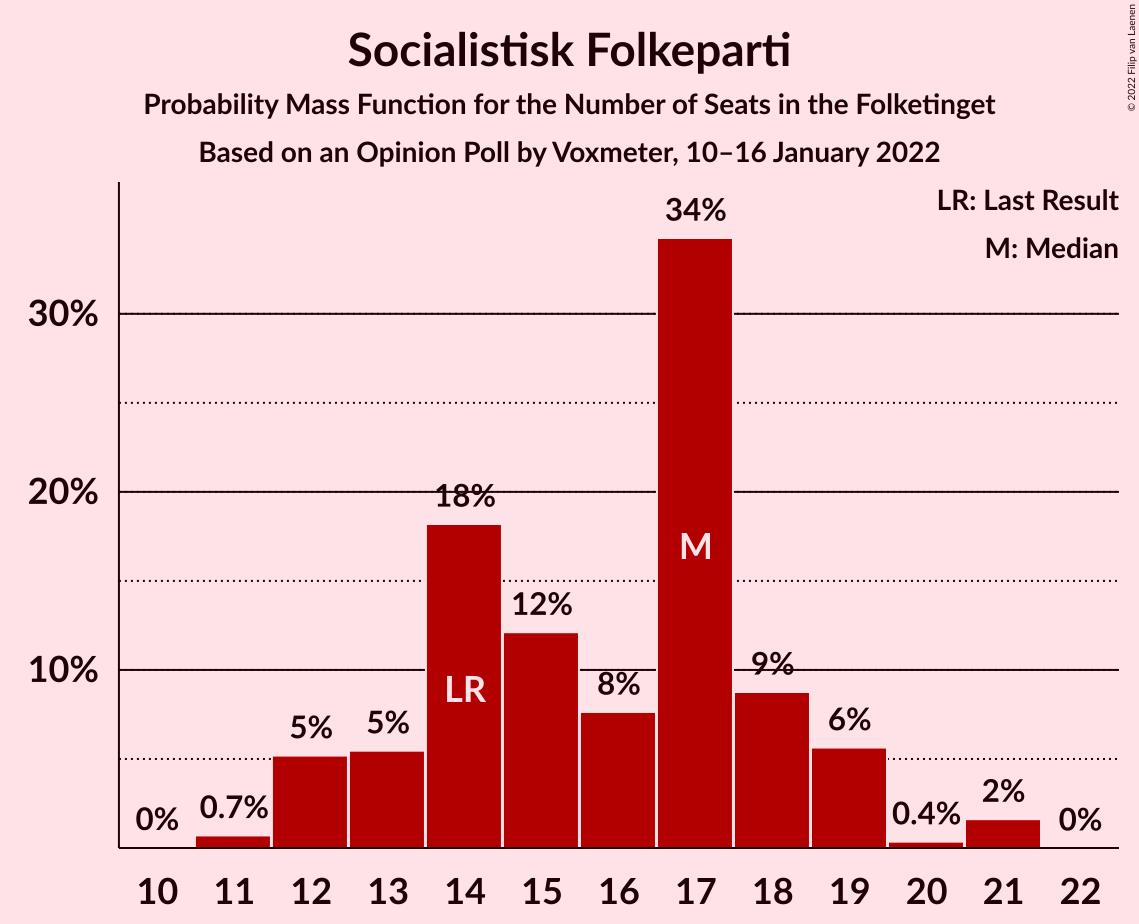 Socialistisk Folkeparti
Probability Mass Function for the Number of Seats in the Folketinget
Based on an Opinion Poll by Voxmeter, 10–16 January 2022
© 2022 Filip van Laenen
LR: Last Result
M: Median
34%
30%
20%
18%
M
12%
10%
9%
8%
LR
6%
5%
5%
2%
0.7%
0.4%
0%
0%
10 11 12 13 14 15 16 17 18 19 20 21 22